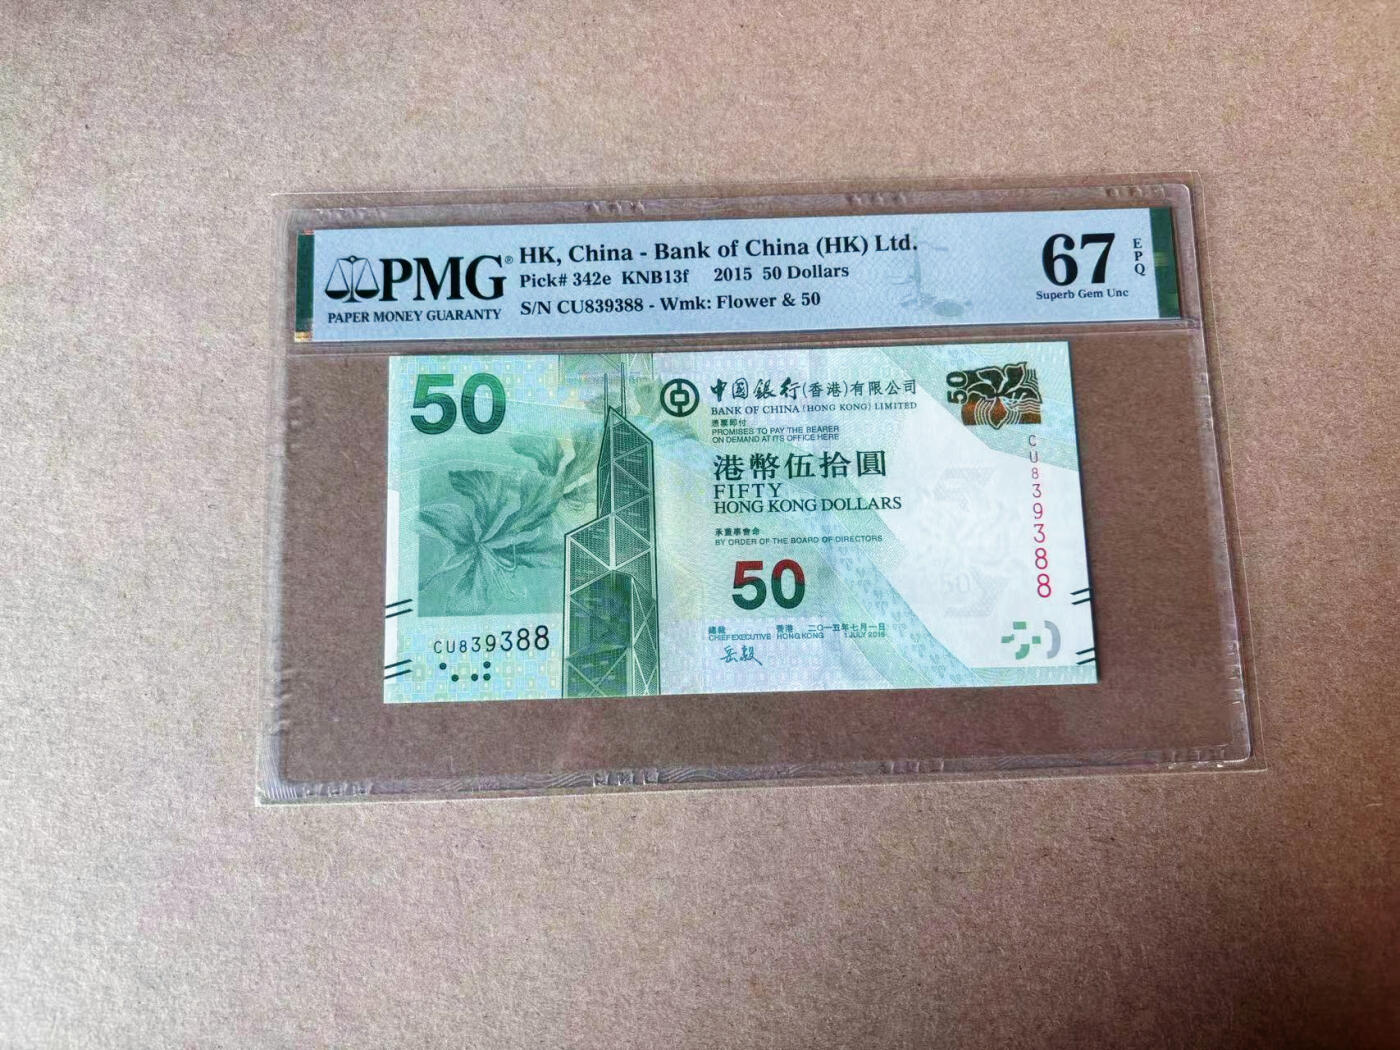 PMG®
PAPER MONEY GUARANTY
HK, China - Bank of China (HK) Ltd.
Pick# 342e KNB13f 2015 50 Dollars
S/N CU839388 - Wmk: Flower & 50
67
EPQ
Superb Gem Unc
50
中国银行(香港)有限公司
BANK OF CHINA (HONG KONG) LIMITED
憑票即付
PROMISES TO PAY THE BEARER
ON DEMAND AT ITS OFFICE HERE
港幣伍拾圓
FIFTY
HONG KONG DOLLARS
承董事會命
BY ORDER OF THE BOARD OF DIRECTORS
50
總裁 香港 二〇一五年七月一日
CHIEF EXECUTIVE HONG KONG 1 JULY 2015
岳毅
50
CU839388
CU839388
50